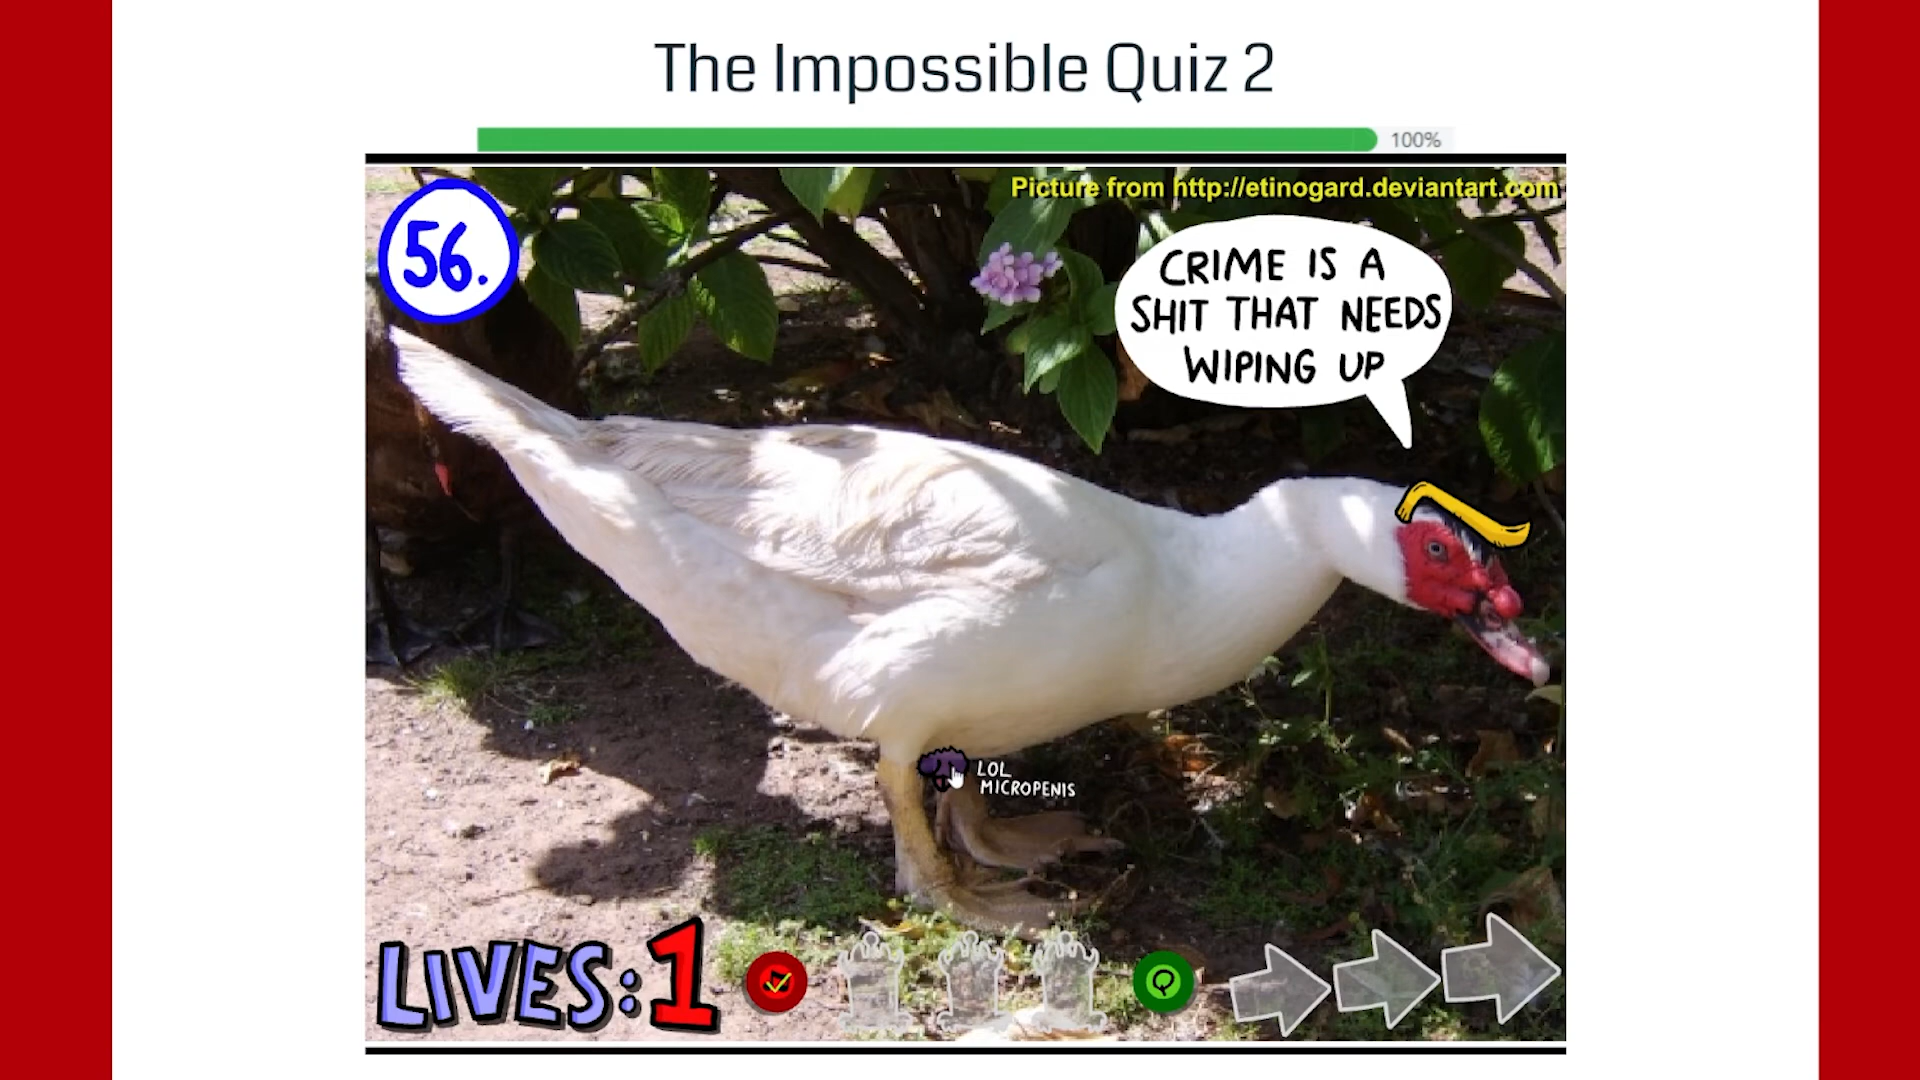 The Impossible Quiz 2
100%
Picture from http://etinogard.deviantart.com
56.
CRIME IS A
SHIT THAT NEEDS
WIPING UP
LOL
MICROPENIS
LIVES:1